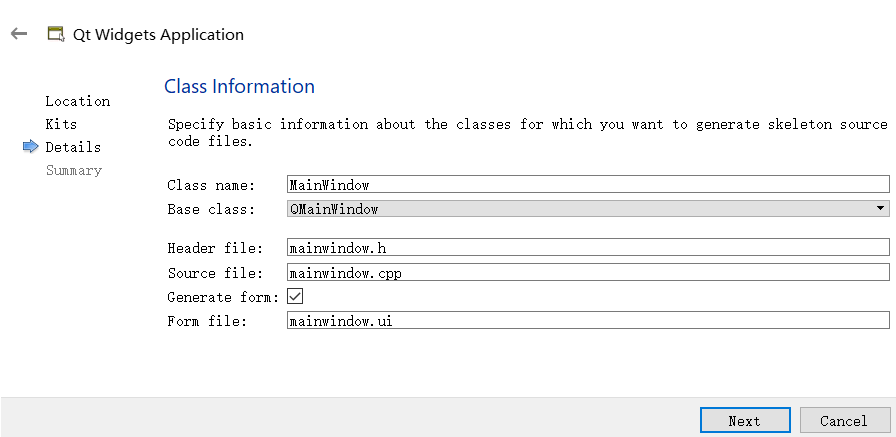 Qt Widgets Application
Location
Kits
Details
Summary
Class Information
Specify basic information about the classes for which you want to generate skeleton source
code files.
Class name: MainWindow
Base class: QMainWindow
Header file: mainwindow.h
Source file: mainwindow.cpp
Generate form:
Form file: mainwindow.ui
Next Cancel